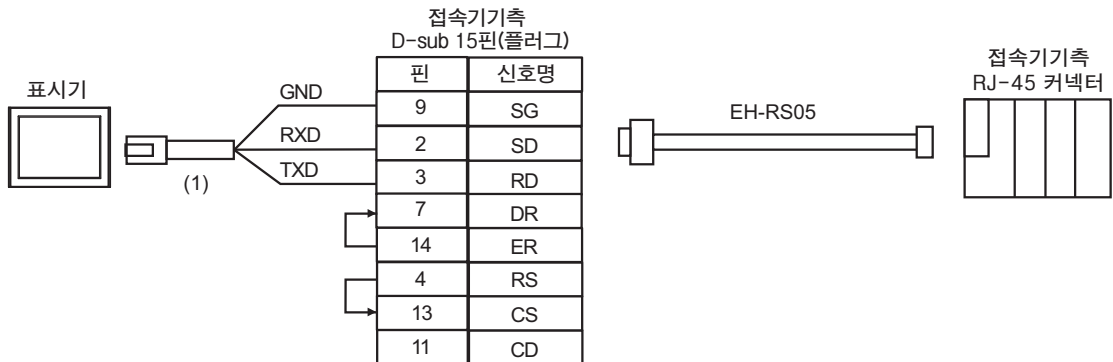 접속기기측
D-sub 15핀(플러그)
표시기
(1)
GND
RXD
TXD
핀 신호명
9 SG
2 SD
3 RD
7 DR
14 ER
4 RS
13 CS
11 CD
EH-RS05
접속기기측
RJ-45 커넥터